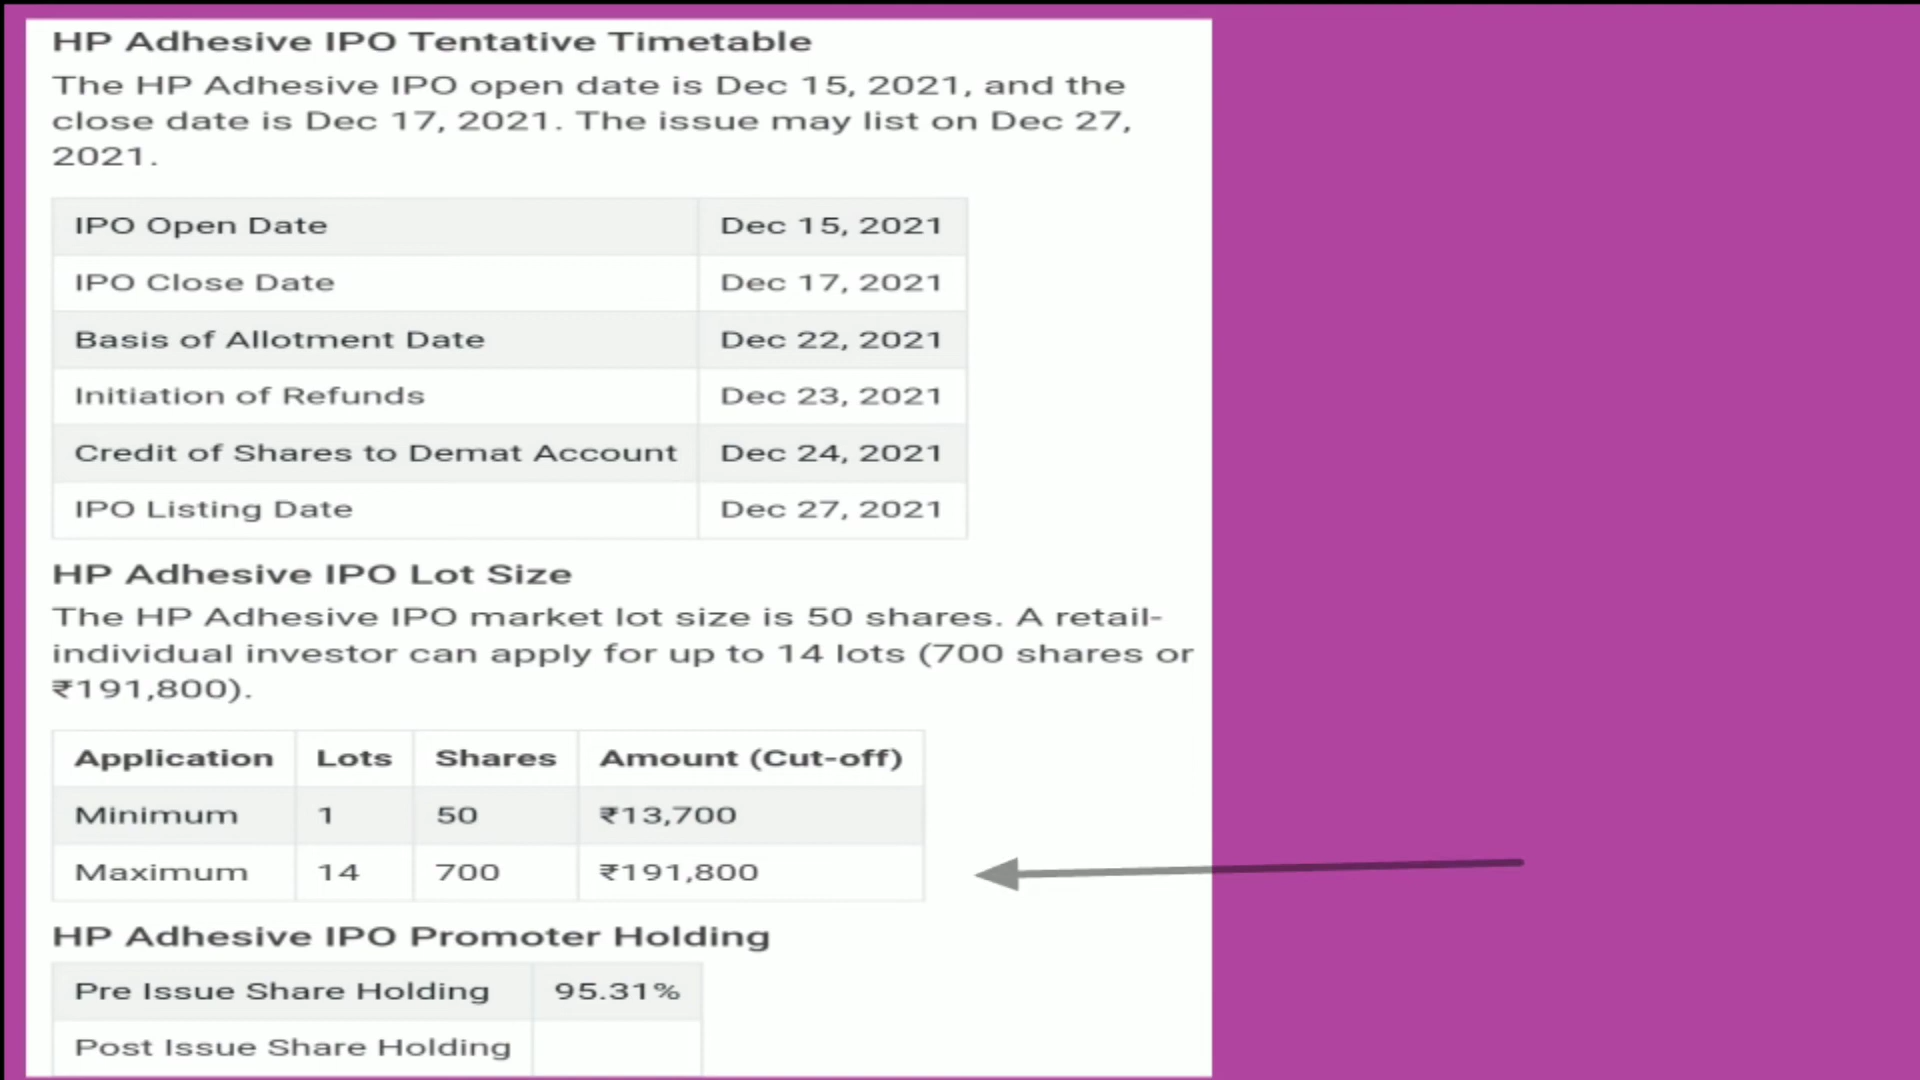 HP Adhesive IPO Tentative Timetable
The HP Adhesive IPO open date is Dec 15, 2021, and the
close date is Dec 17, 2021. The issue may list on Dec 27,
2021.
IPO Open Date Dec 15, 2021
IPO Close Date Dec 17, 2021
Basis of Allotment Date Dec 22, 2021
Initiation of Refunds Dec 23, 2021
Credit of Shares to Demat Account Dec 24, 2021
IPO Listing Date Dec 27, 2021
HP Adhesive IPO Lot Size
The HP Adhesive IPO market lot size is 50 shares. A retail-
individual investor can apply for up to 14 lots (700 shares or
₹191,800).
Application Lots Shares Amount (Cut-off)
Minimum 1 50 ₹13,700
Maximum 14 700 ₹191,800
HP Adhesive IPO Promoter Holding
Pre Issue Share Holding 95.31%
Post Issue Share Holding